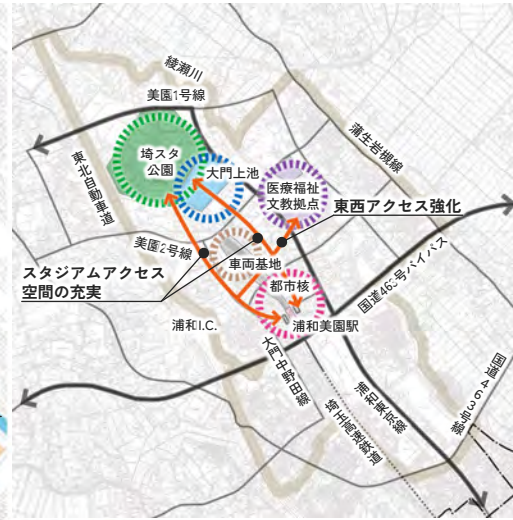 綾瀬川
美園1号線
埼スタ
公園
大門上池
蒲生岩槻線
東北自動車道
医療福祉
文教拠点
東西アクセス強化
美園2号線
車両基地
スタジアムアクセス
空間の充実
都市核
国道463号バイパス
浦和I.C.
浦和美園駅
大門中野田線
浦和東京線
埼玉高速鉄道
国道463号線